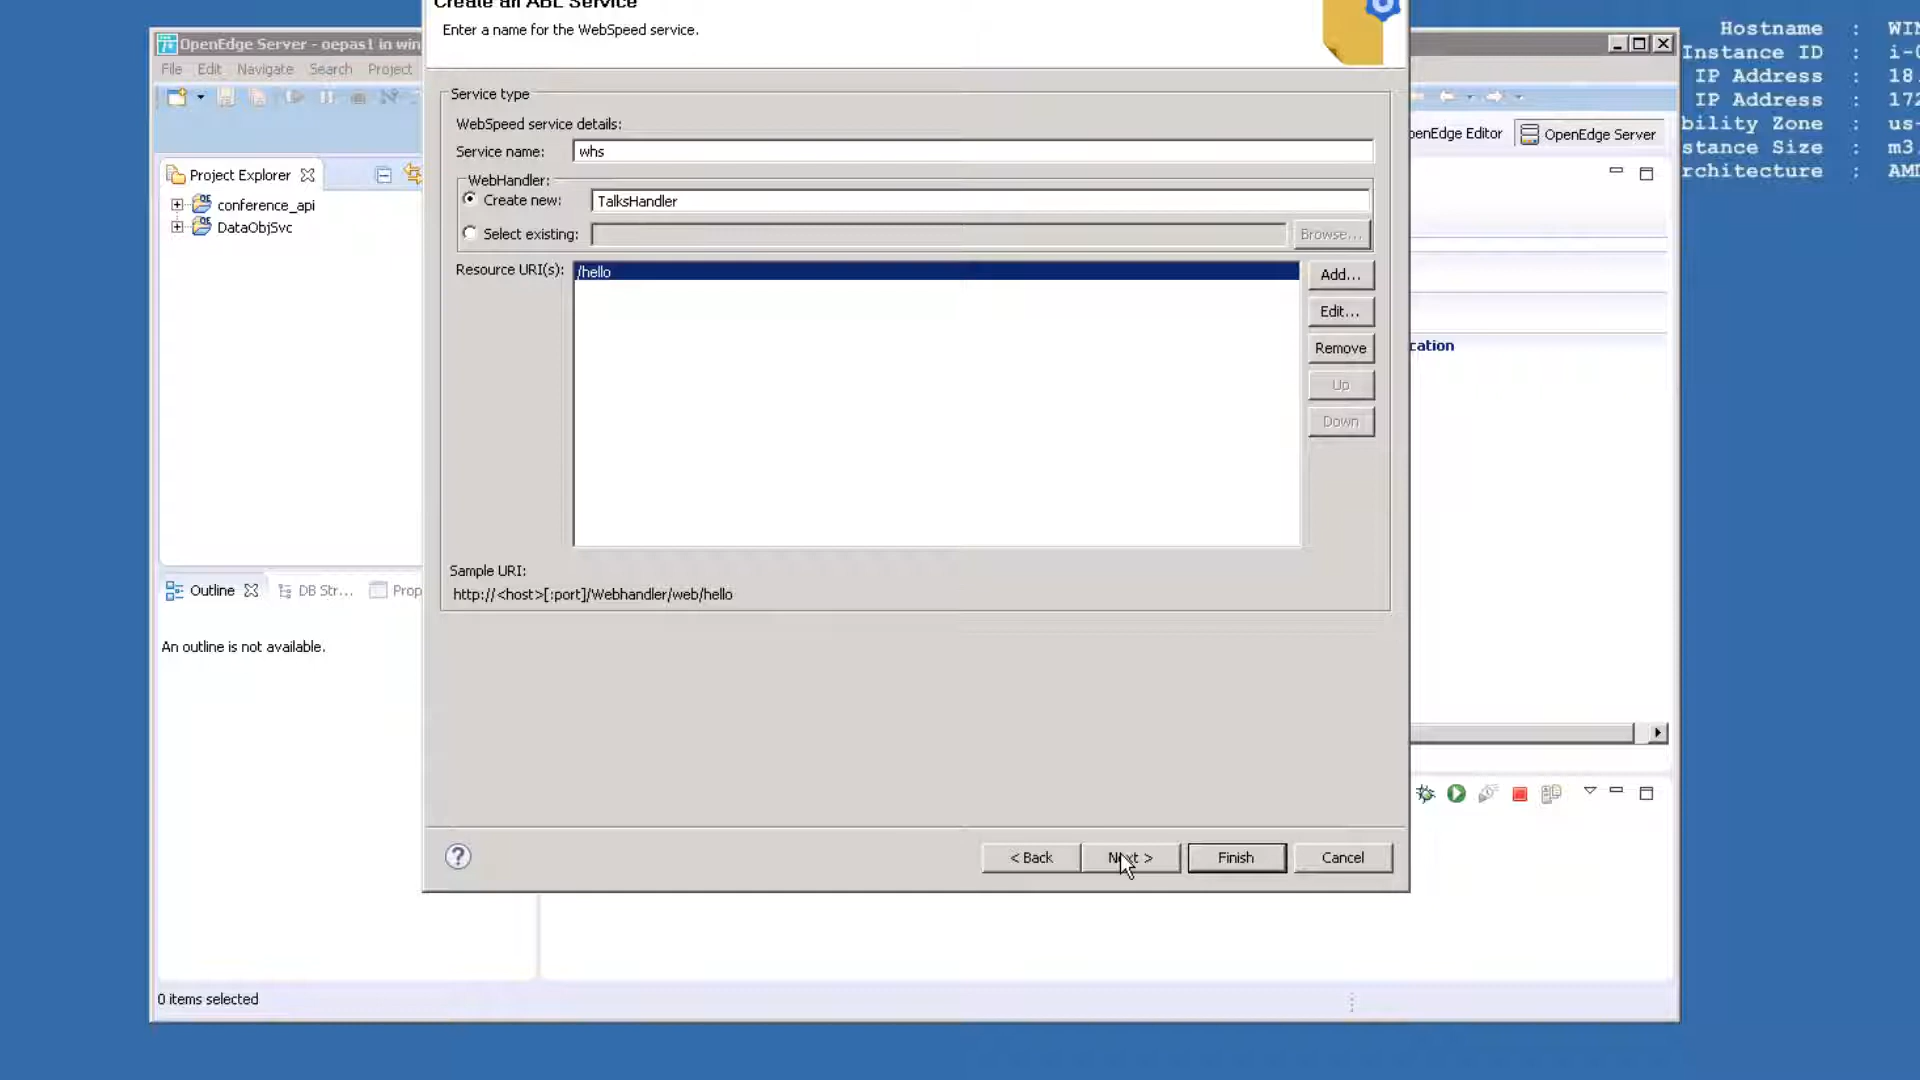 Create an ABL Service
Enter a name for the WebSpeed service.
OpenEdge Server - oepas1 in win
File Edit Navigate Search Project
Hostname : WIN
Instance ID : i-0
IP Address : 18.
IP Address : 172
bility Zone : us-
stance Size : m3.
rchitecture : AMD
penEdge Editor
OpenEdge Server
Project Explorer
conference_api
DataObjSvc
Service type
WebSpeed service details:
Service name: whs
WebHandler:
Create new: TalksHandler
Select existing: Browse...
Resource URI(s): /hello
Add...
Edit...
Remove
Up
Down
cation
Sample URI:
http://<host>[:port]/Webhandler/web/hello
Outline DB Str... Prop
An outline is not available.
< Back Next > Finish Cancel
0 items selected